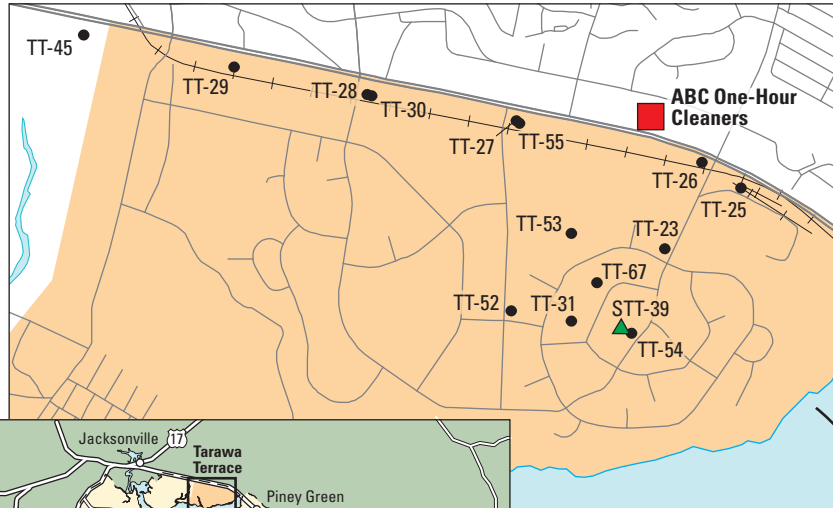 TT-45
TT-29
TT-28
TT-30
ABC One-Hour
Cleaners
TT-27
TT-55
TT-26
TT-25
TT-53
TT-23
TT-67
TT-52
TT-31
STT-39
TT-54
Jacksonville
17
Tarawa
Terrace
Piney Green